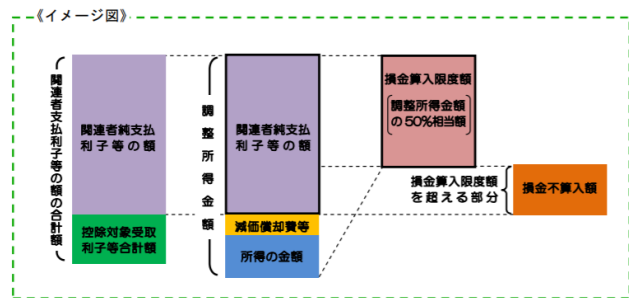 《イメージ図》
関連者支払利子等の額の合計額
関連者純支払
利子等の額
控除対象受取
利子等合計額
調整所得金額
関連者純支払
利子等の額
減価償却費等
所得の金額
損金算入限度額
調整所得金額
の50%相当額
損金算入限度額
を超える部分
損金不算入額